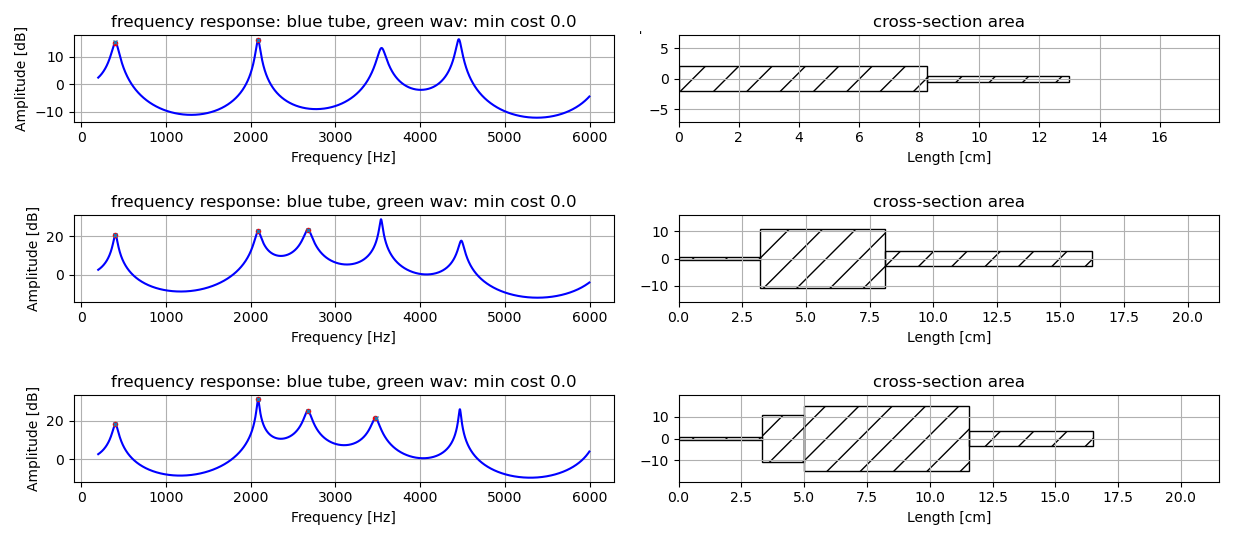 frequency response: blue tube, green wav: min cost 0.0
Amplitude [dB]
10
0
−10
0 1000 2000 3000 4000 5000 6000
Frequency [Hz]
cross-section area
5
0
−5
0 2 4 6 8 10 12 14 16
Length [cm]
frequency response: blue tube, green wav: min cost 0.0
Amplitude [dB]
20
0
0 1000 2000 3000 4000 5000 6000
Frequency [Hz]
cross-section area
10
0
−10
0.0 2.5 5.0 7.5 10.0 12.5 15.0 17.5 20.0
Length [cm]
frequency response: blue tube, green wav: min cost 0.0
Amplitude [dB]
20
0
0 1000 2000 3000 4000 5000 6000
Frequency [Hz]
cross-section area
10
0
−10
0.0 2.5 5.0 7.5 10.0 12.5 15.0 17.5 20.0
Length [cm]